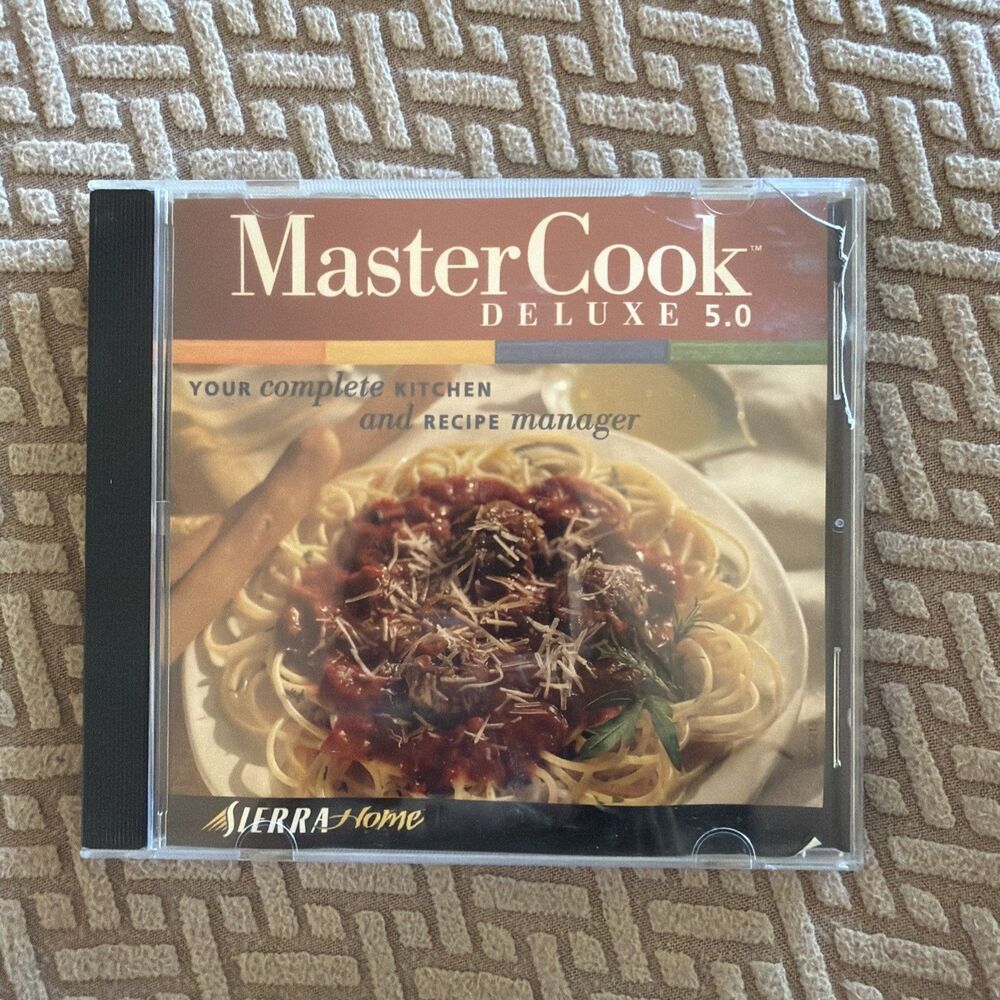 MasterCook™
DELUXE 5.0
YOUR complete KITCHEN
and RECIPE manager
SIERRA Home